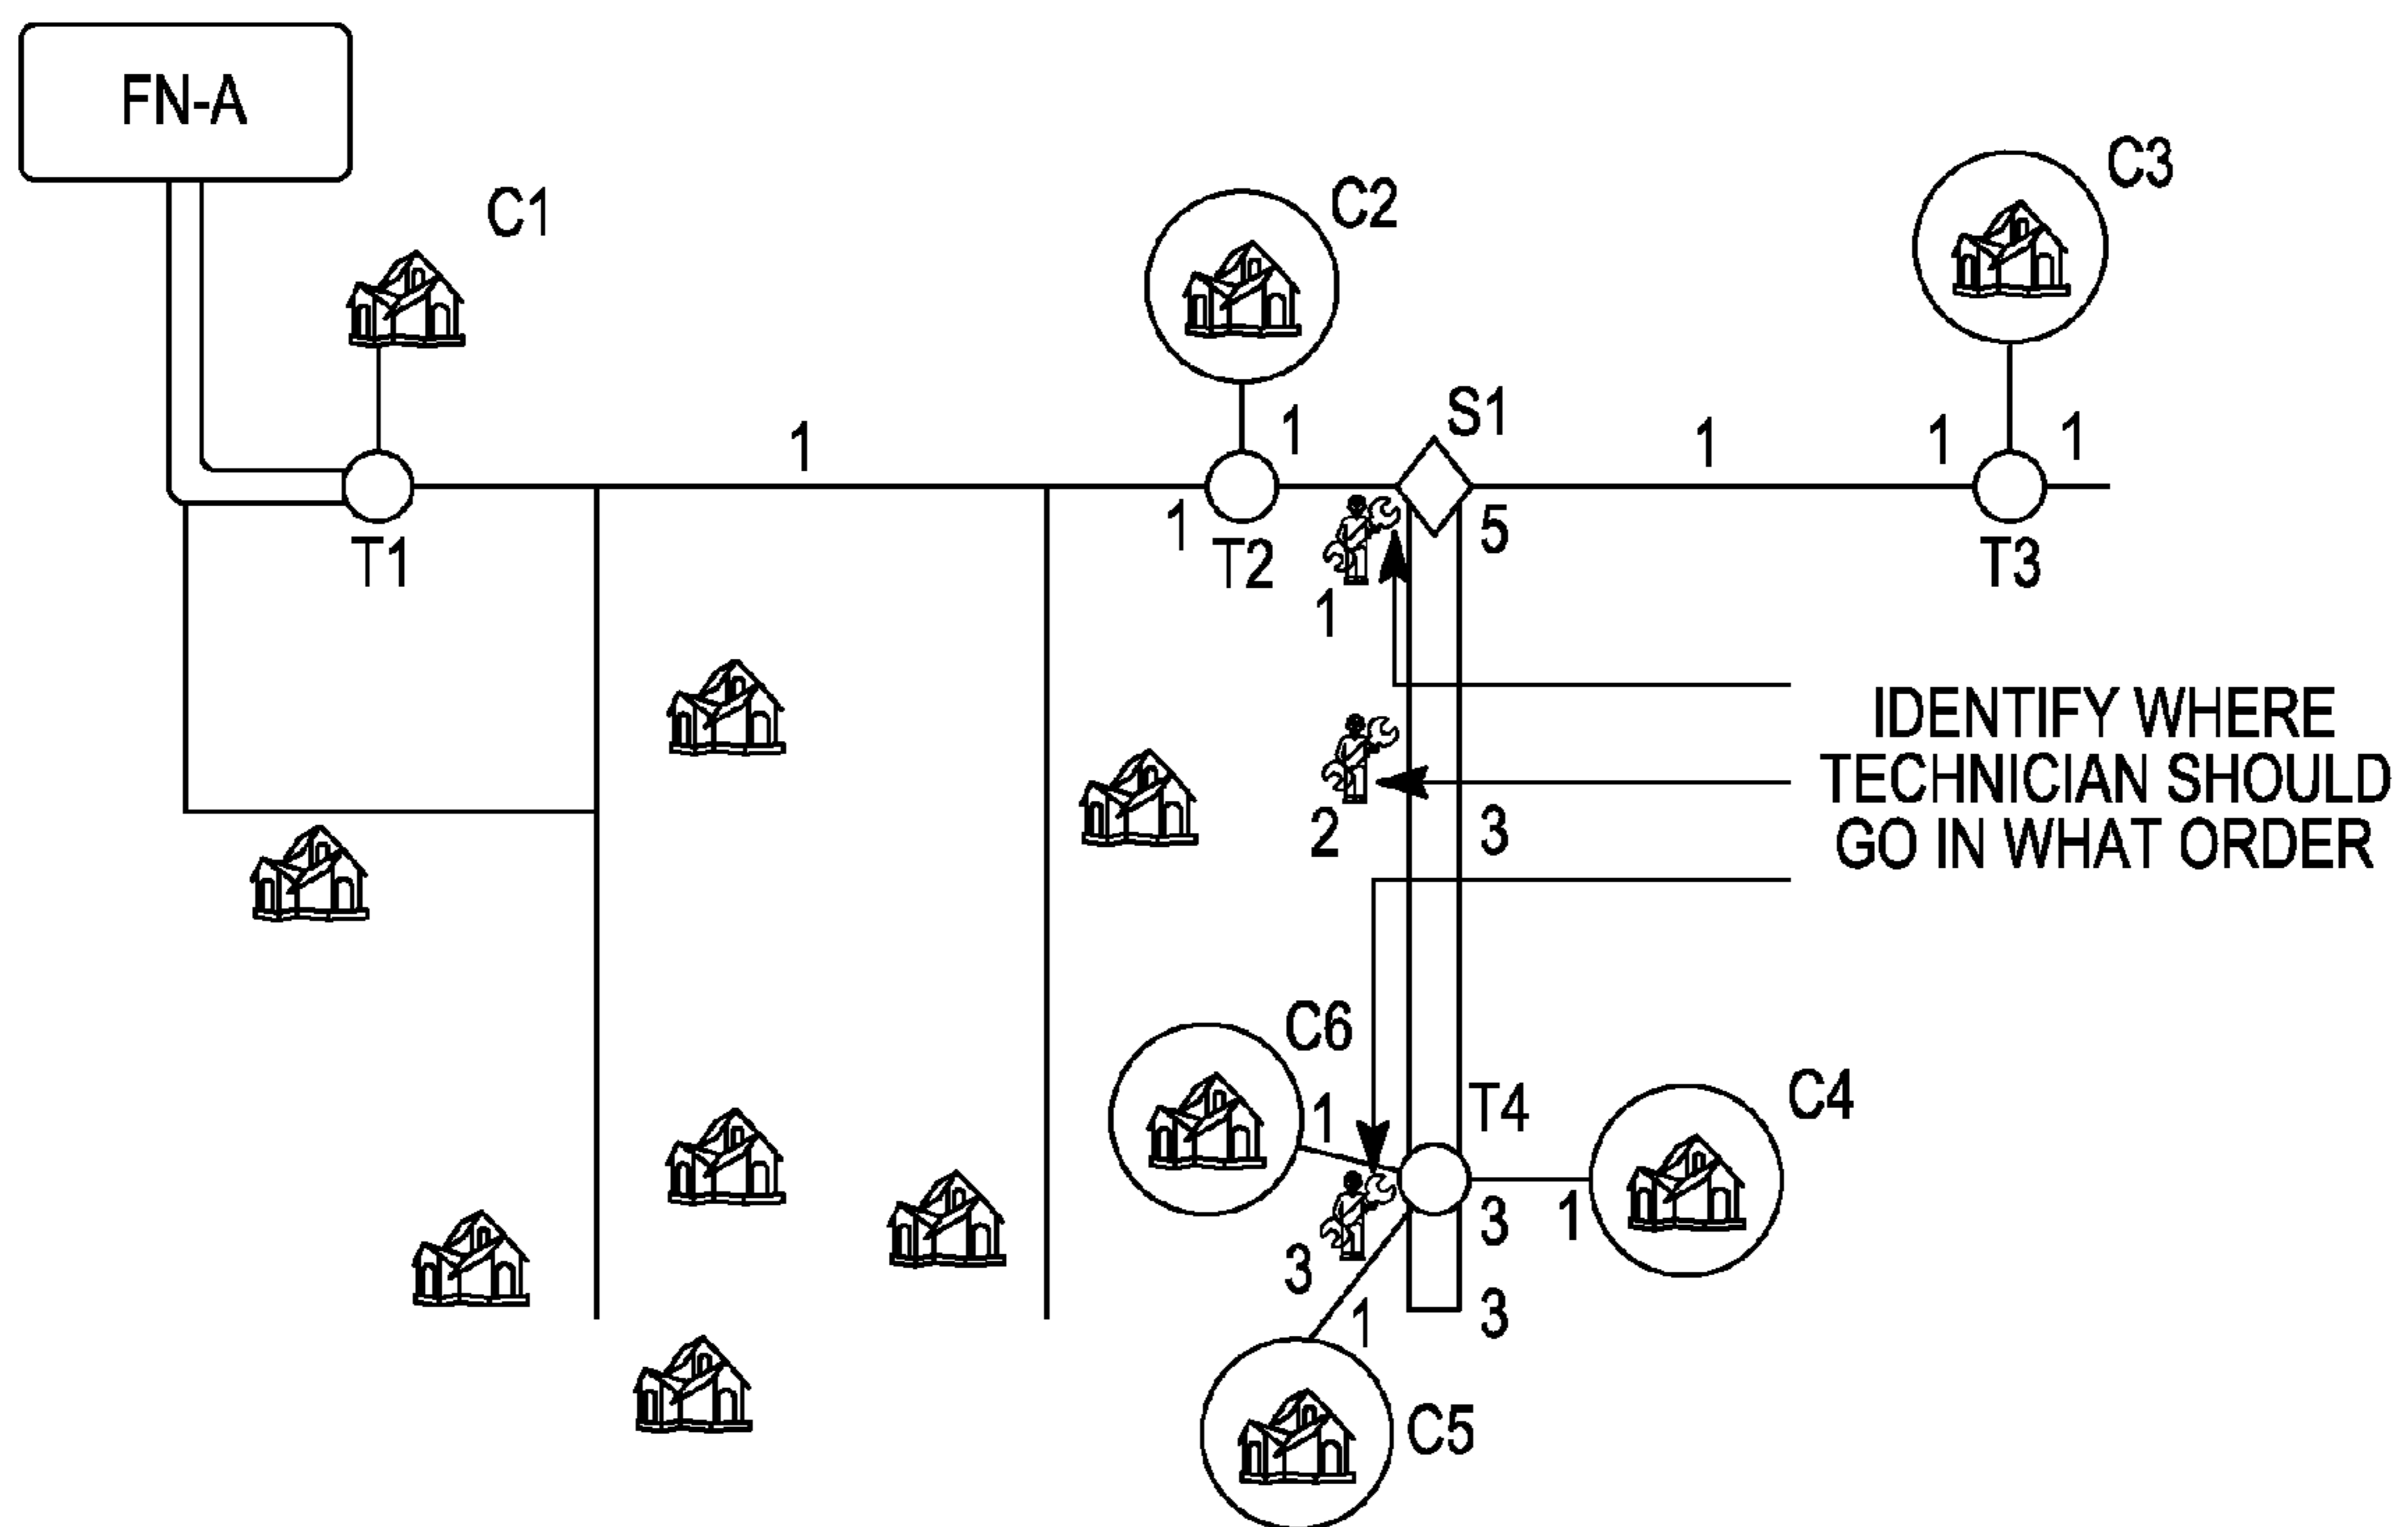 FN-A
C1
C2
C3
1
1
S1
1
1
1
T1
1
T2
5
T3
1
IDENTIFY WHERE
TECHNICIAN SHOULD
GO IN WHAT ORDER
2
3
C6
1
T4
C4
3
1
3
1
3
C5